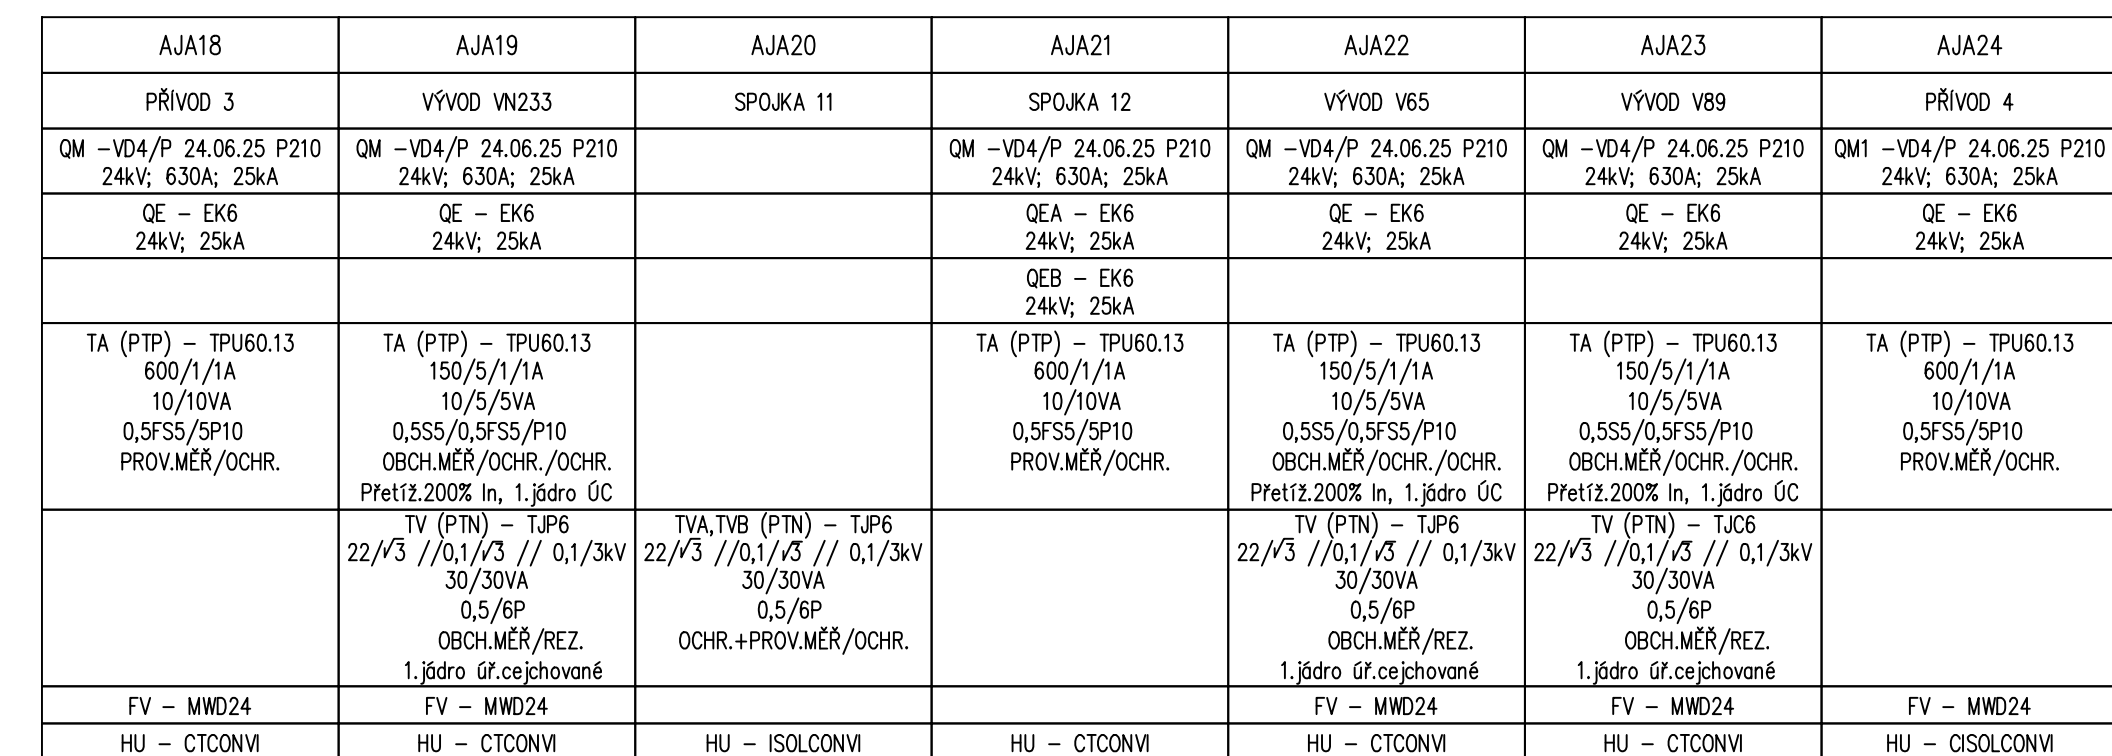 AJA18 AJA19 AJA20 AJA21 AJA22 AJA23 AJA24
PŘÍVOD 3 VÝVOD VN233 SPOJKA 11 SPOJKA 12 VÝVOD V65 VÝVOD V89 PŘÍVOD 4
QM –VD4/P 24.06.25 P210 QM –VD4/P 24.06.25 P210 QM –VD4/P 24.06.25 P210 QM –VD4/P 24.06.25 P210 QM –VD4/P 24.06.25 P210 QM1 –VD4/P 24.06.25 P210
24kV; 630A; 25kA 24kV; 630A; 25kA 24kV; 630A; 25kA 24kV; 630A; 25kA 24kV; 630A; 25kA 24kV; 630A; 25kA
QE – EK6 QE – EK6 QEA – EK6 QE – EK6 QE – EK6 QE – EK6
24kV; 25kA 24kV; 25kA 24kV; 25kA 24kV; 25kA 24kV; 25kA 24kV; 25kA
QEB – EK6
24kV; 25kA
TA (PTP) – TPU60.13 TA (PTP) – TPU60.13 TA (PTP) – TPU60.13 TA (PTP) – TPU60.13 TA (PTP) – TPU60.13 TA (PTP) – TPU60.13
600/1/1A 150/5/1/1A 600/1/1A 150/5/1/1A 150/5/1/1A 600/1/1A
10/10VA 10/5/5VA 10/10VA 10/5/5VA 10/5/5VA 10/10VA
0,5FS5/5P10 0,5S5/0,5FS5/P10 0,5FS5/5P10 0,5S5/0,5FS5/P10 0,5S5/0,5FS5/P10 0,5FS5/5P10
PROV.MĚŘ/OCHR. OBCH.MĚŘ/OCHR./OCHR. PROV.MĚŘ/OCHR. OBCH.MĚŘ/OCHR./OCHR. OBCH.MĚŘ/OCHR./OCHR. PROV.MĚŘ/OCHR.
Přetíž.200% In, 1.jádro ÚC Přetíž.200% In, 1.jádro ÚC Přetíž.200% In, 1.jádro ÚC
TV (PTN) – TJP6 TVA,TVB (PTN) – TJP6 TV (PTN) – TJP6 TV (PTN) – TJC6
22/√3 //0,1/√3 // 0,1/3kV 22/√3 //0,1/√3 // 0,1/3kV 22/√3 //0,1/√3 // 0,1/3kV 22/√3 //0,1/√3 // 0,1/3kV
30/30VA 30/30VA 30/30VA 30/30VA
0,5/6P 0,5/6P 0,5/6P 0,5/6P
OBCH.MĚŘ/REZ. OCHR.+PROV.MĚŘ/OCHR. OBCH.MĚŘ/REZ. OBCH.MĚŘ/REZ.
1.jádro úř.cejchované 1.jádro úř.cejchované 1.jádro úř.cejchované
FV – MWD24 FV – MWD24 FV – MWD24 FV – MWD24 FV – MWD24
HU – CTCONVI HU – CTCONVI HU – ISOLCONVI HU – CTCONVI HU – CTCONVI HU – CTCONVI HU – CISOLCONVI